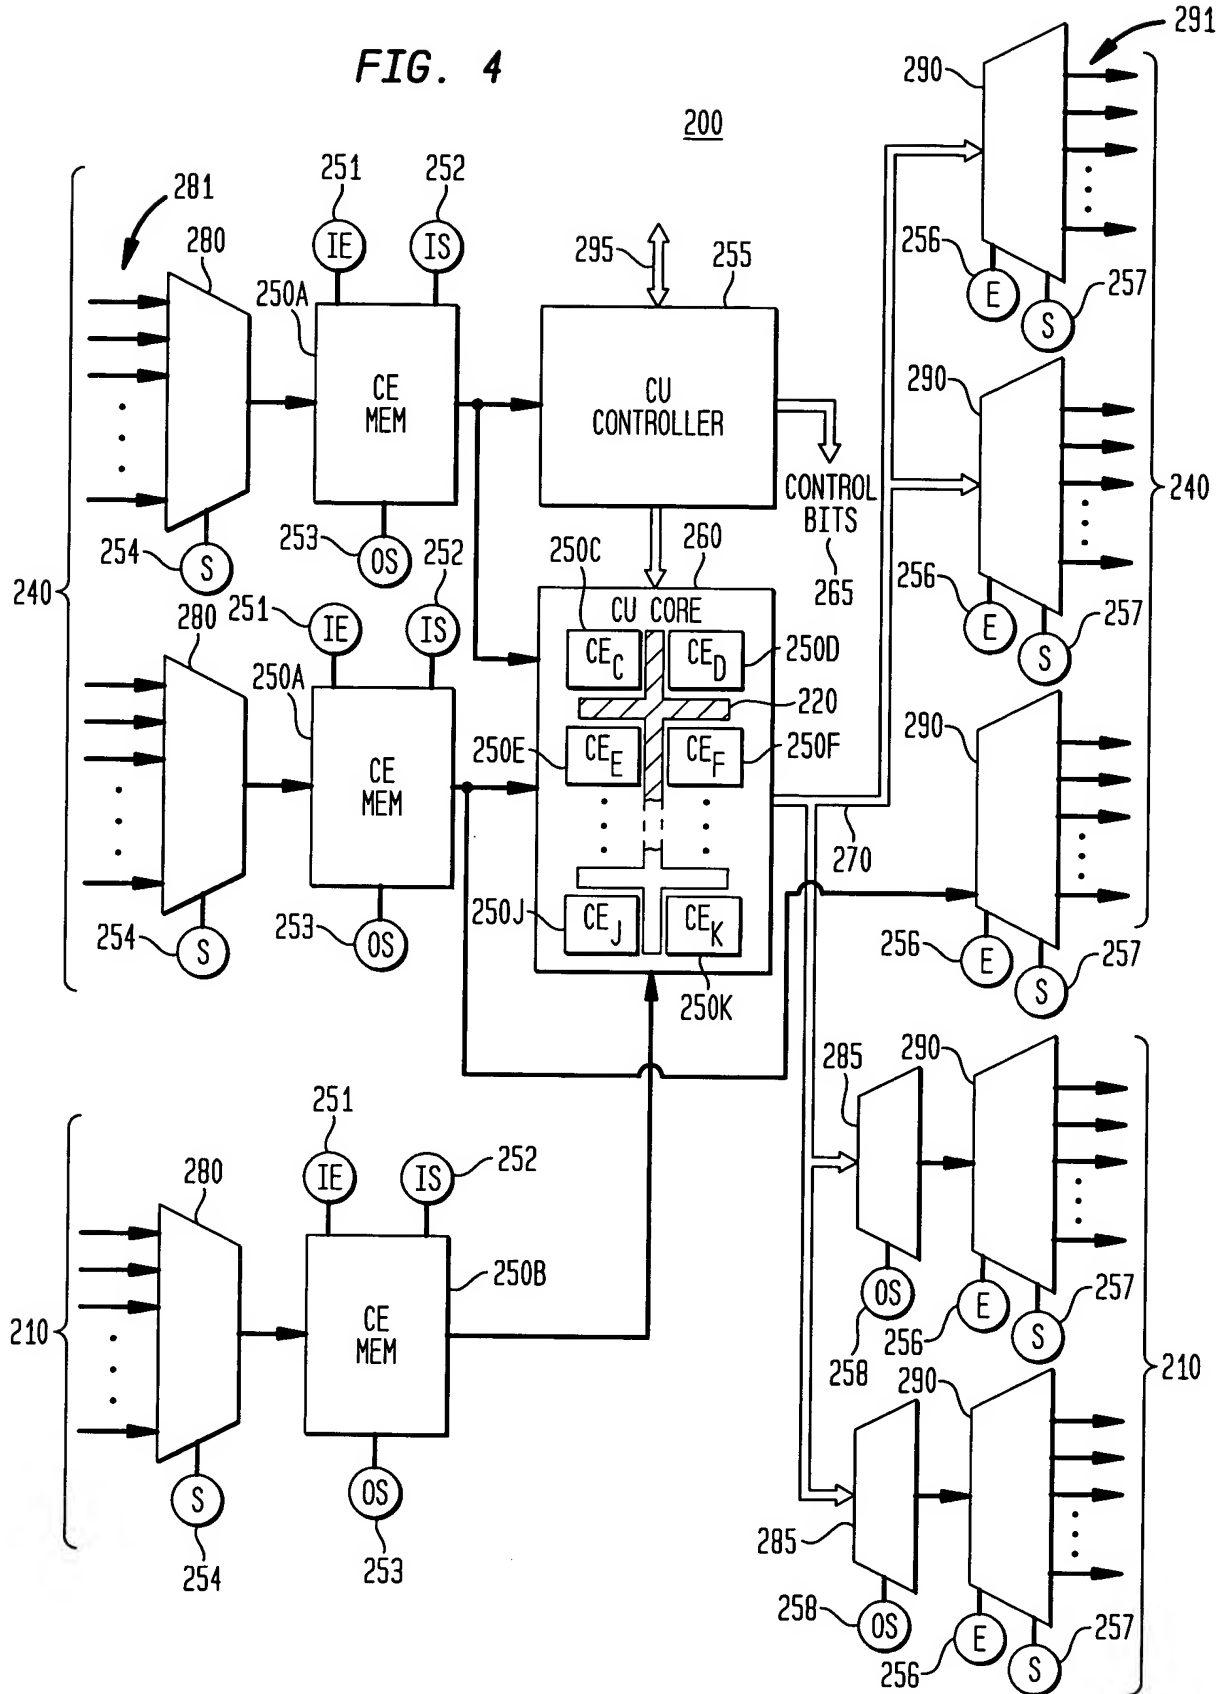 FIG. 4
200
291
290
240
281
280
251
IE
252
IS
250A
CE
MEM
254
S
253
OS
295
255
CU
CONTROLLER
CONTROL
BITS
265
256
E
257
S
290
256
E
257
S
240
240
280
251
IE
252
IS
250A
CE
MEM
254
S
253
OS
250C
260
CU CORE
CE_C
CE_D
250D
220
250E
CE_E
CE_F
250F
250J
CE_J
CE_K
250K
270
290
256
E
257
S
210
280
251
IE
252
IS
250B
CE
MEM
254
S
253
OS
285
290
OS
258
256
E
257
S
210
285
290
258
OS
256
E
257
S